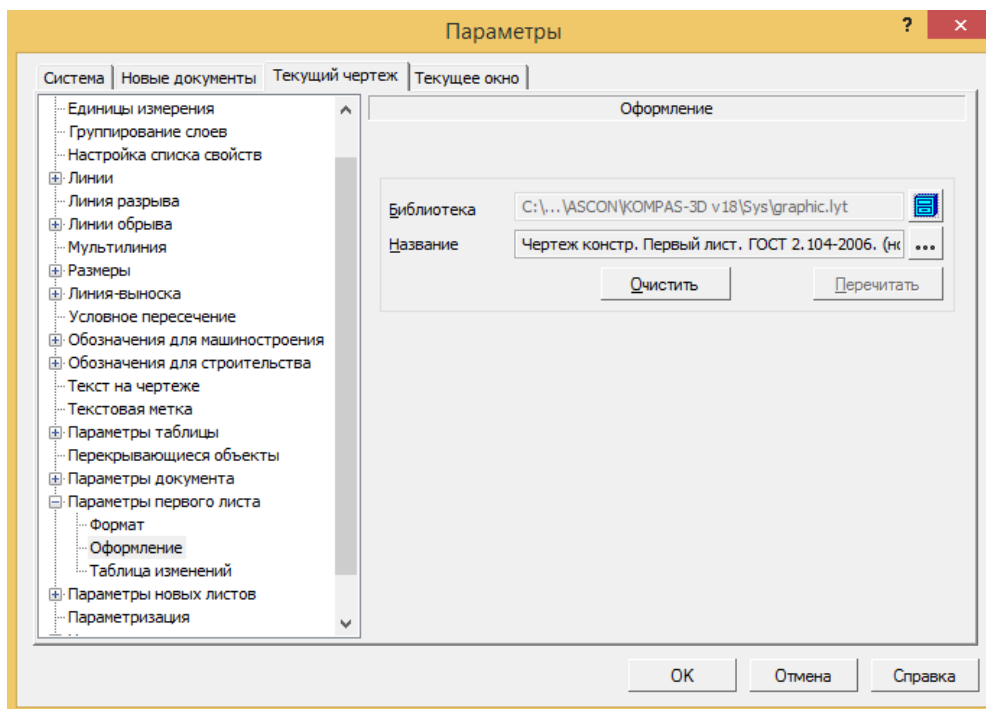 Параметры
?
×
Система
Новые документы
Текущий чертеж
Текущее окно
Единицы измерения
Группирование слоев
Настройка списка свойств
Линии
Линия разрыва
Линии обрыва
Мультилиния
Размеры
Линия-выноска
Условное пересечение
Обозначения для машиностроения
Обозначения для строительства
Текст на чертеже
Текстовая метка
Параметры таблицы
Перекрывающиеся объекты
Параметры документа
Параметры первого листа
Формат
Оформление
Таблица изменений
Параметры новых листов
Параметризация
Оформление
Библиотека
C:\...\ASCON\KOMPAS-3D v18\Sys\graphic.lyt
Название
Чертеж констр. Первый лист. ГОСТ 2.104-2006. (но
...
Очистить
Перечитать
OK
Отмена
Справка